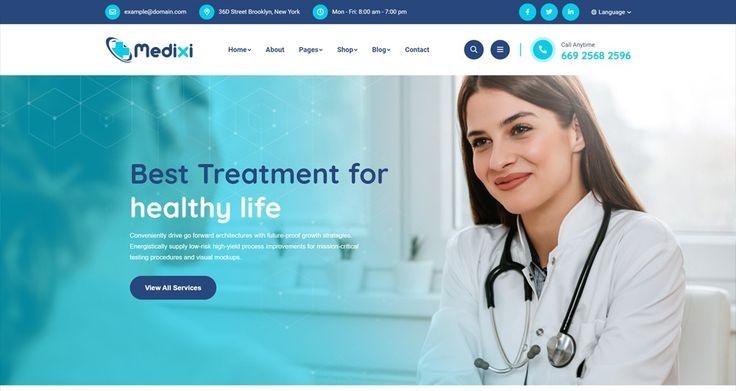 example@domain.com
36D Street Brooklyn, New York
Mon - Fri: 8:00 am - 7:00 pm
Language
Medixi
Home
About
Pages
Shop
Blog
Contact
Call Anytime
669 2568 2596
Best Treatment for
healthy life
Conveniently drive go forward architectures with future-proof growth strategies.
Energistically supply low-risk high-yield process improvements for mission-critical
testing procedures and visual mockups.
View All Services